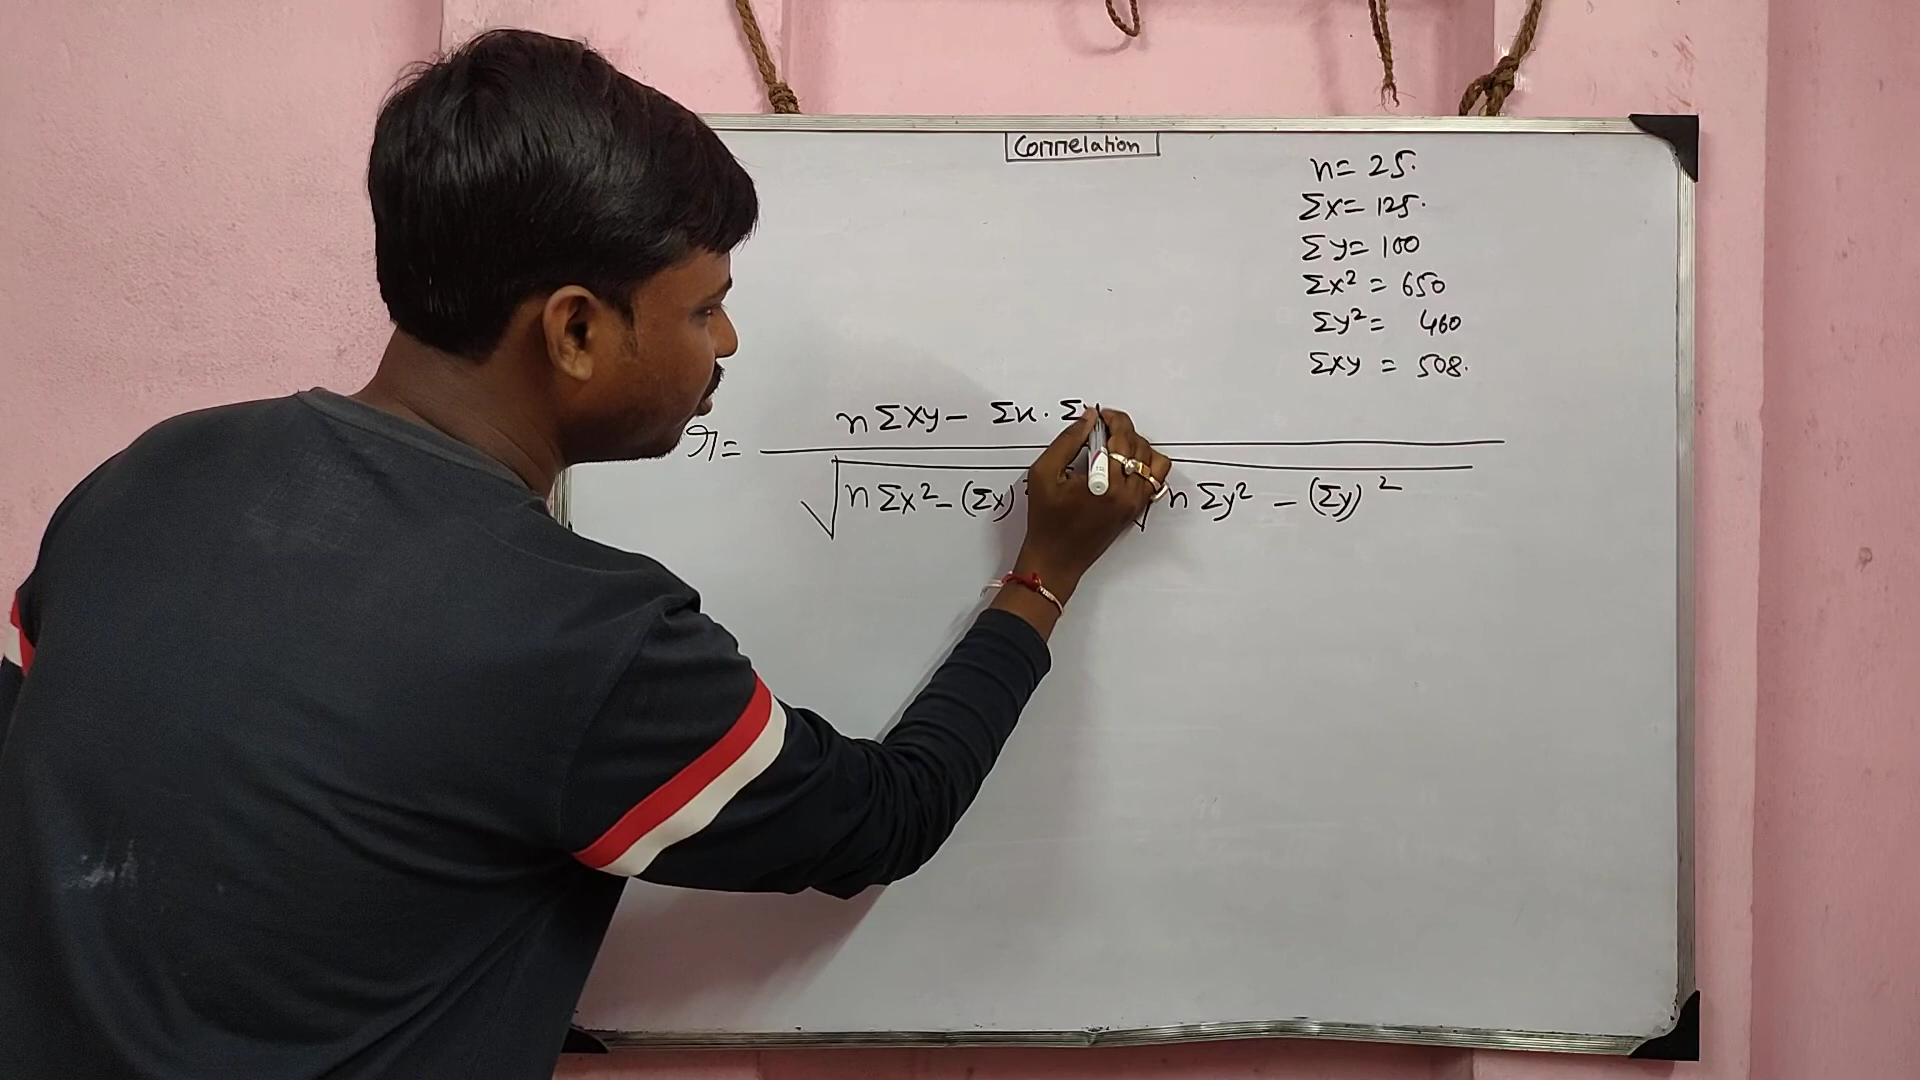 Correlation
n = 25.
Σx = 125.
Σy = 100
Σx² = 650
Σy² = 460
Σxy = 508.
r = n Σxy - Σx . Σy
√ n Σx² - (Σx)² √ n Σy² - (Σy)²